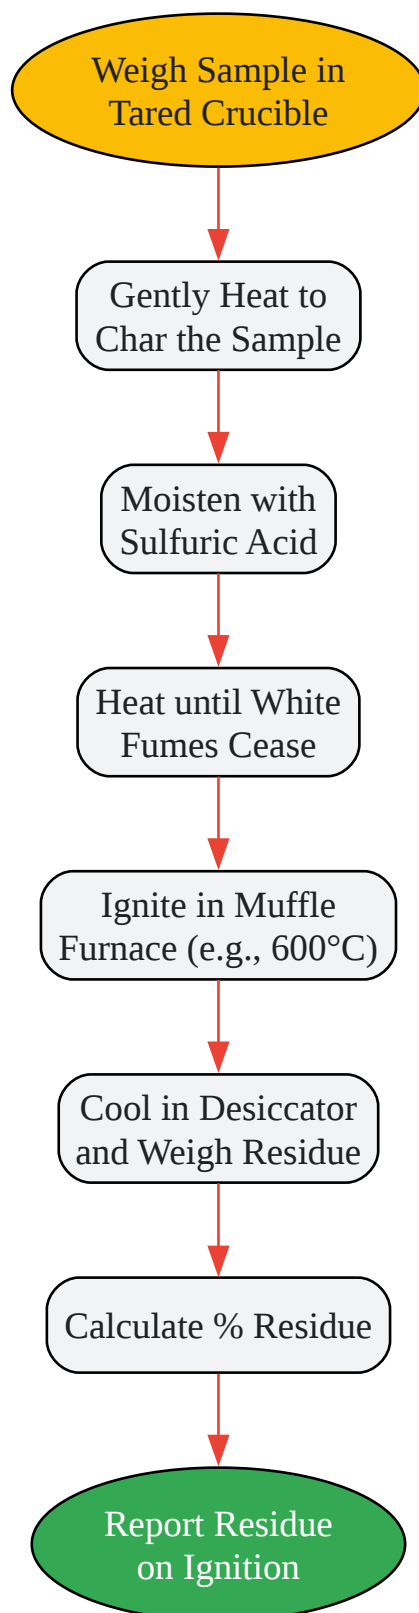 Weigh Sample in
Tared Crucible
Gently Heat to
Char the Sample
Moisten with
Sulfuric Acid
Heat until White
Fumes Cease
Ignite in Muffle
Furnace (e.g., 600°C)
Cool in Desiccator
and Weigh Residue
Calculate % Residue
Report Residue
on Ignition